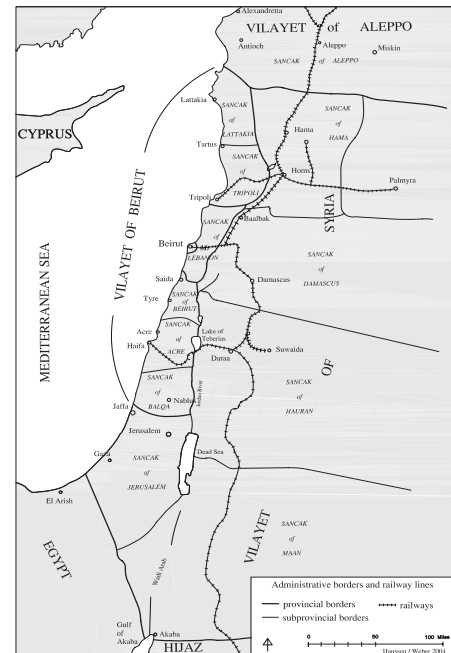 Alexandretta
VILAYET of ALEPPO
Antioch
Aleppo
Miskin
SANCAK of ALEPPO
Lattakia
SANCAK
of
LATTAKIA
SANCAK
of
HAMA
CYPRUS
Hama
Tartus
SANCAK
of
TRIPOLI
Homs
Palmyra
Tripoli
VILAYET OF BEIRUT
SYRIA
Baalbak
SANCAK
of
MT
LEBANON
Beirut
SANCAK
of
DAMASCUS
Saida
Damascus
MEDITERRANEAN SEA
Tyre
SANCAK
of
BEIRUT
Acre
SANCAK
of
ACRE
Lake of
Teberias
Haifa
Daraa
Suwaida
OF
SANCAK
of
BALQA
Nablus
Jordan River
SANCAK
of
HAURAN
Jaffa
Jerusalem
Gaza
SANCAK
of
JERUSALEM
Dead Sea
El Arish
VILAYET
SANCAK
of
MAAN
EGYPT
Wadi Arab
Gulf
of
Akaba
Akaba
HIJAZ
Administrative borders and railway lines
provincial borders
railways
subprovincial borders
0 50 100 Miles
Hanssen / Weber 2004